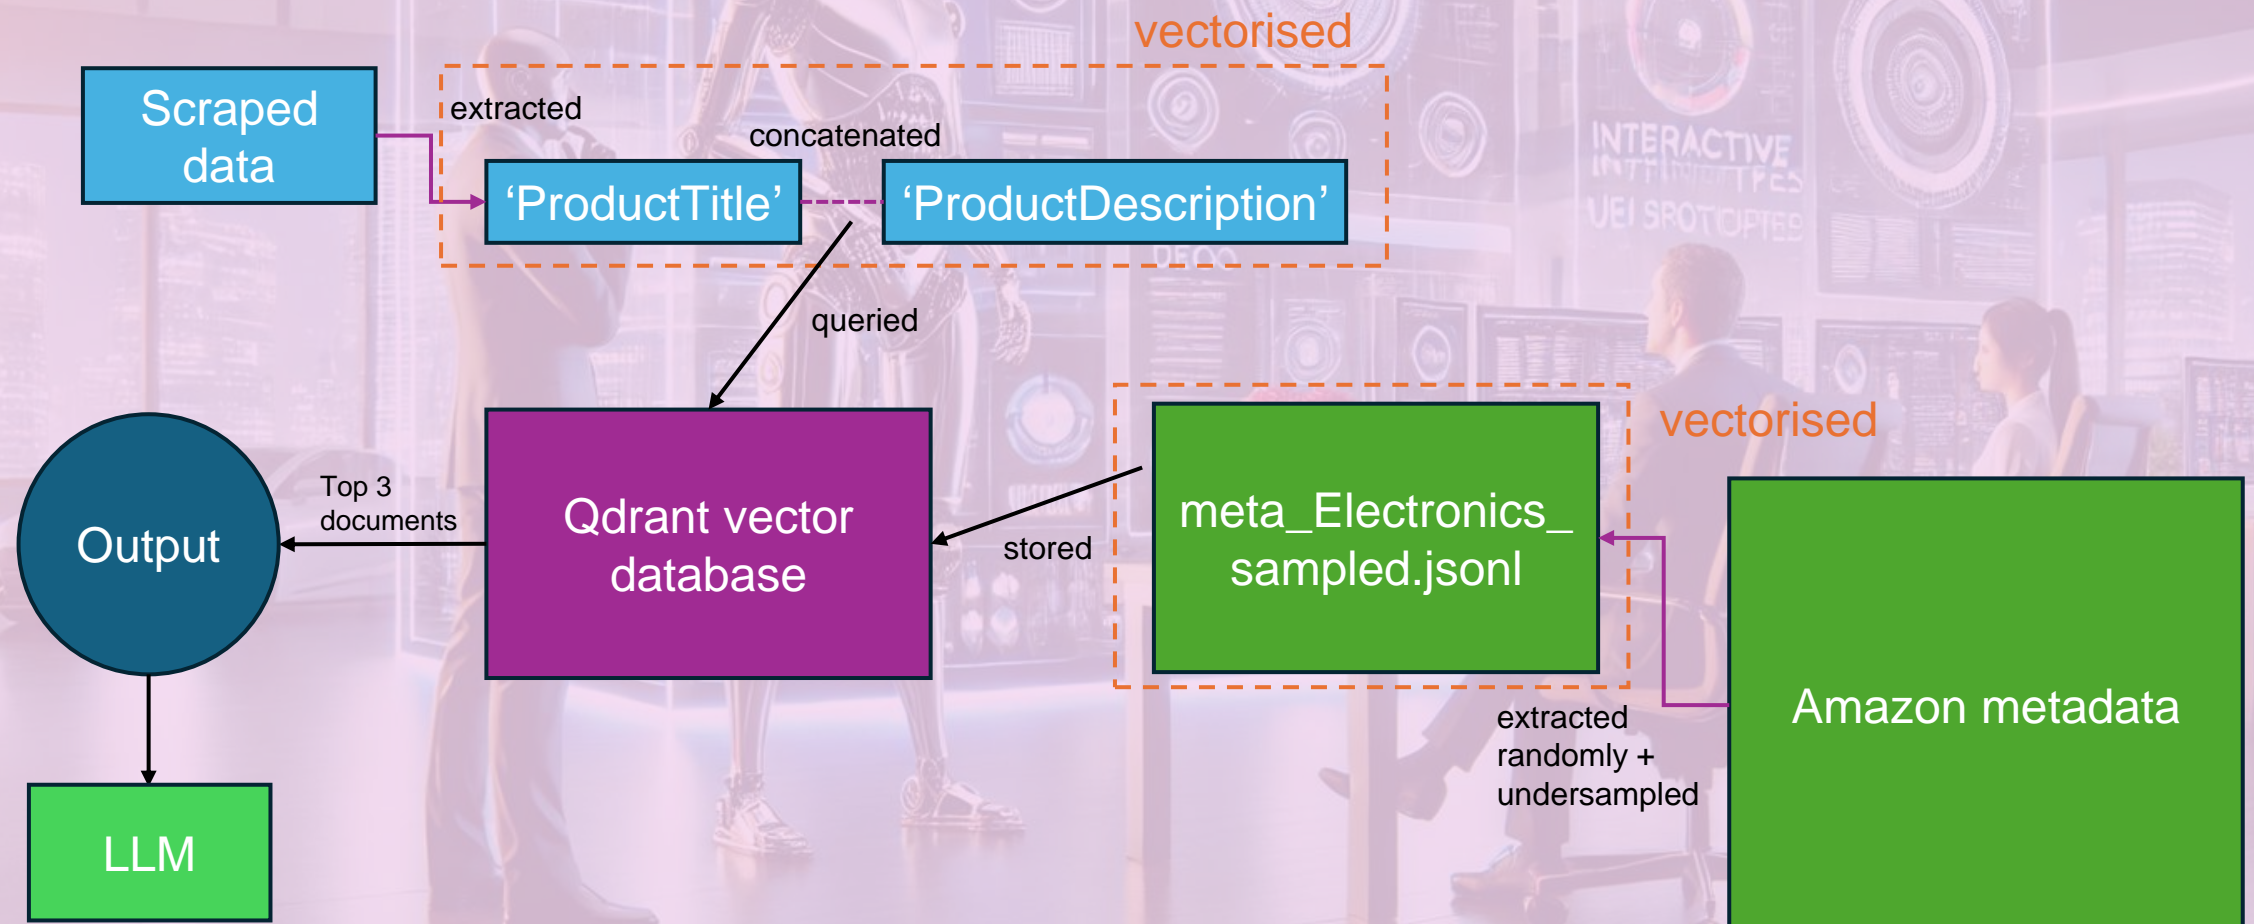 vectorised
Scraped
data
extracted
concatenated
‘ProductTitle’
‘ProductDescription’
INTERACTIVE
queried
vectorised
Top 3
documents
Output
Qdrant vector
database
stored
meta_Electronics_
sampled.jsonl
extracted
randomly +
undersampled
Amazon metadata
LLM